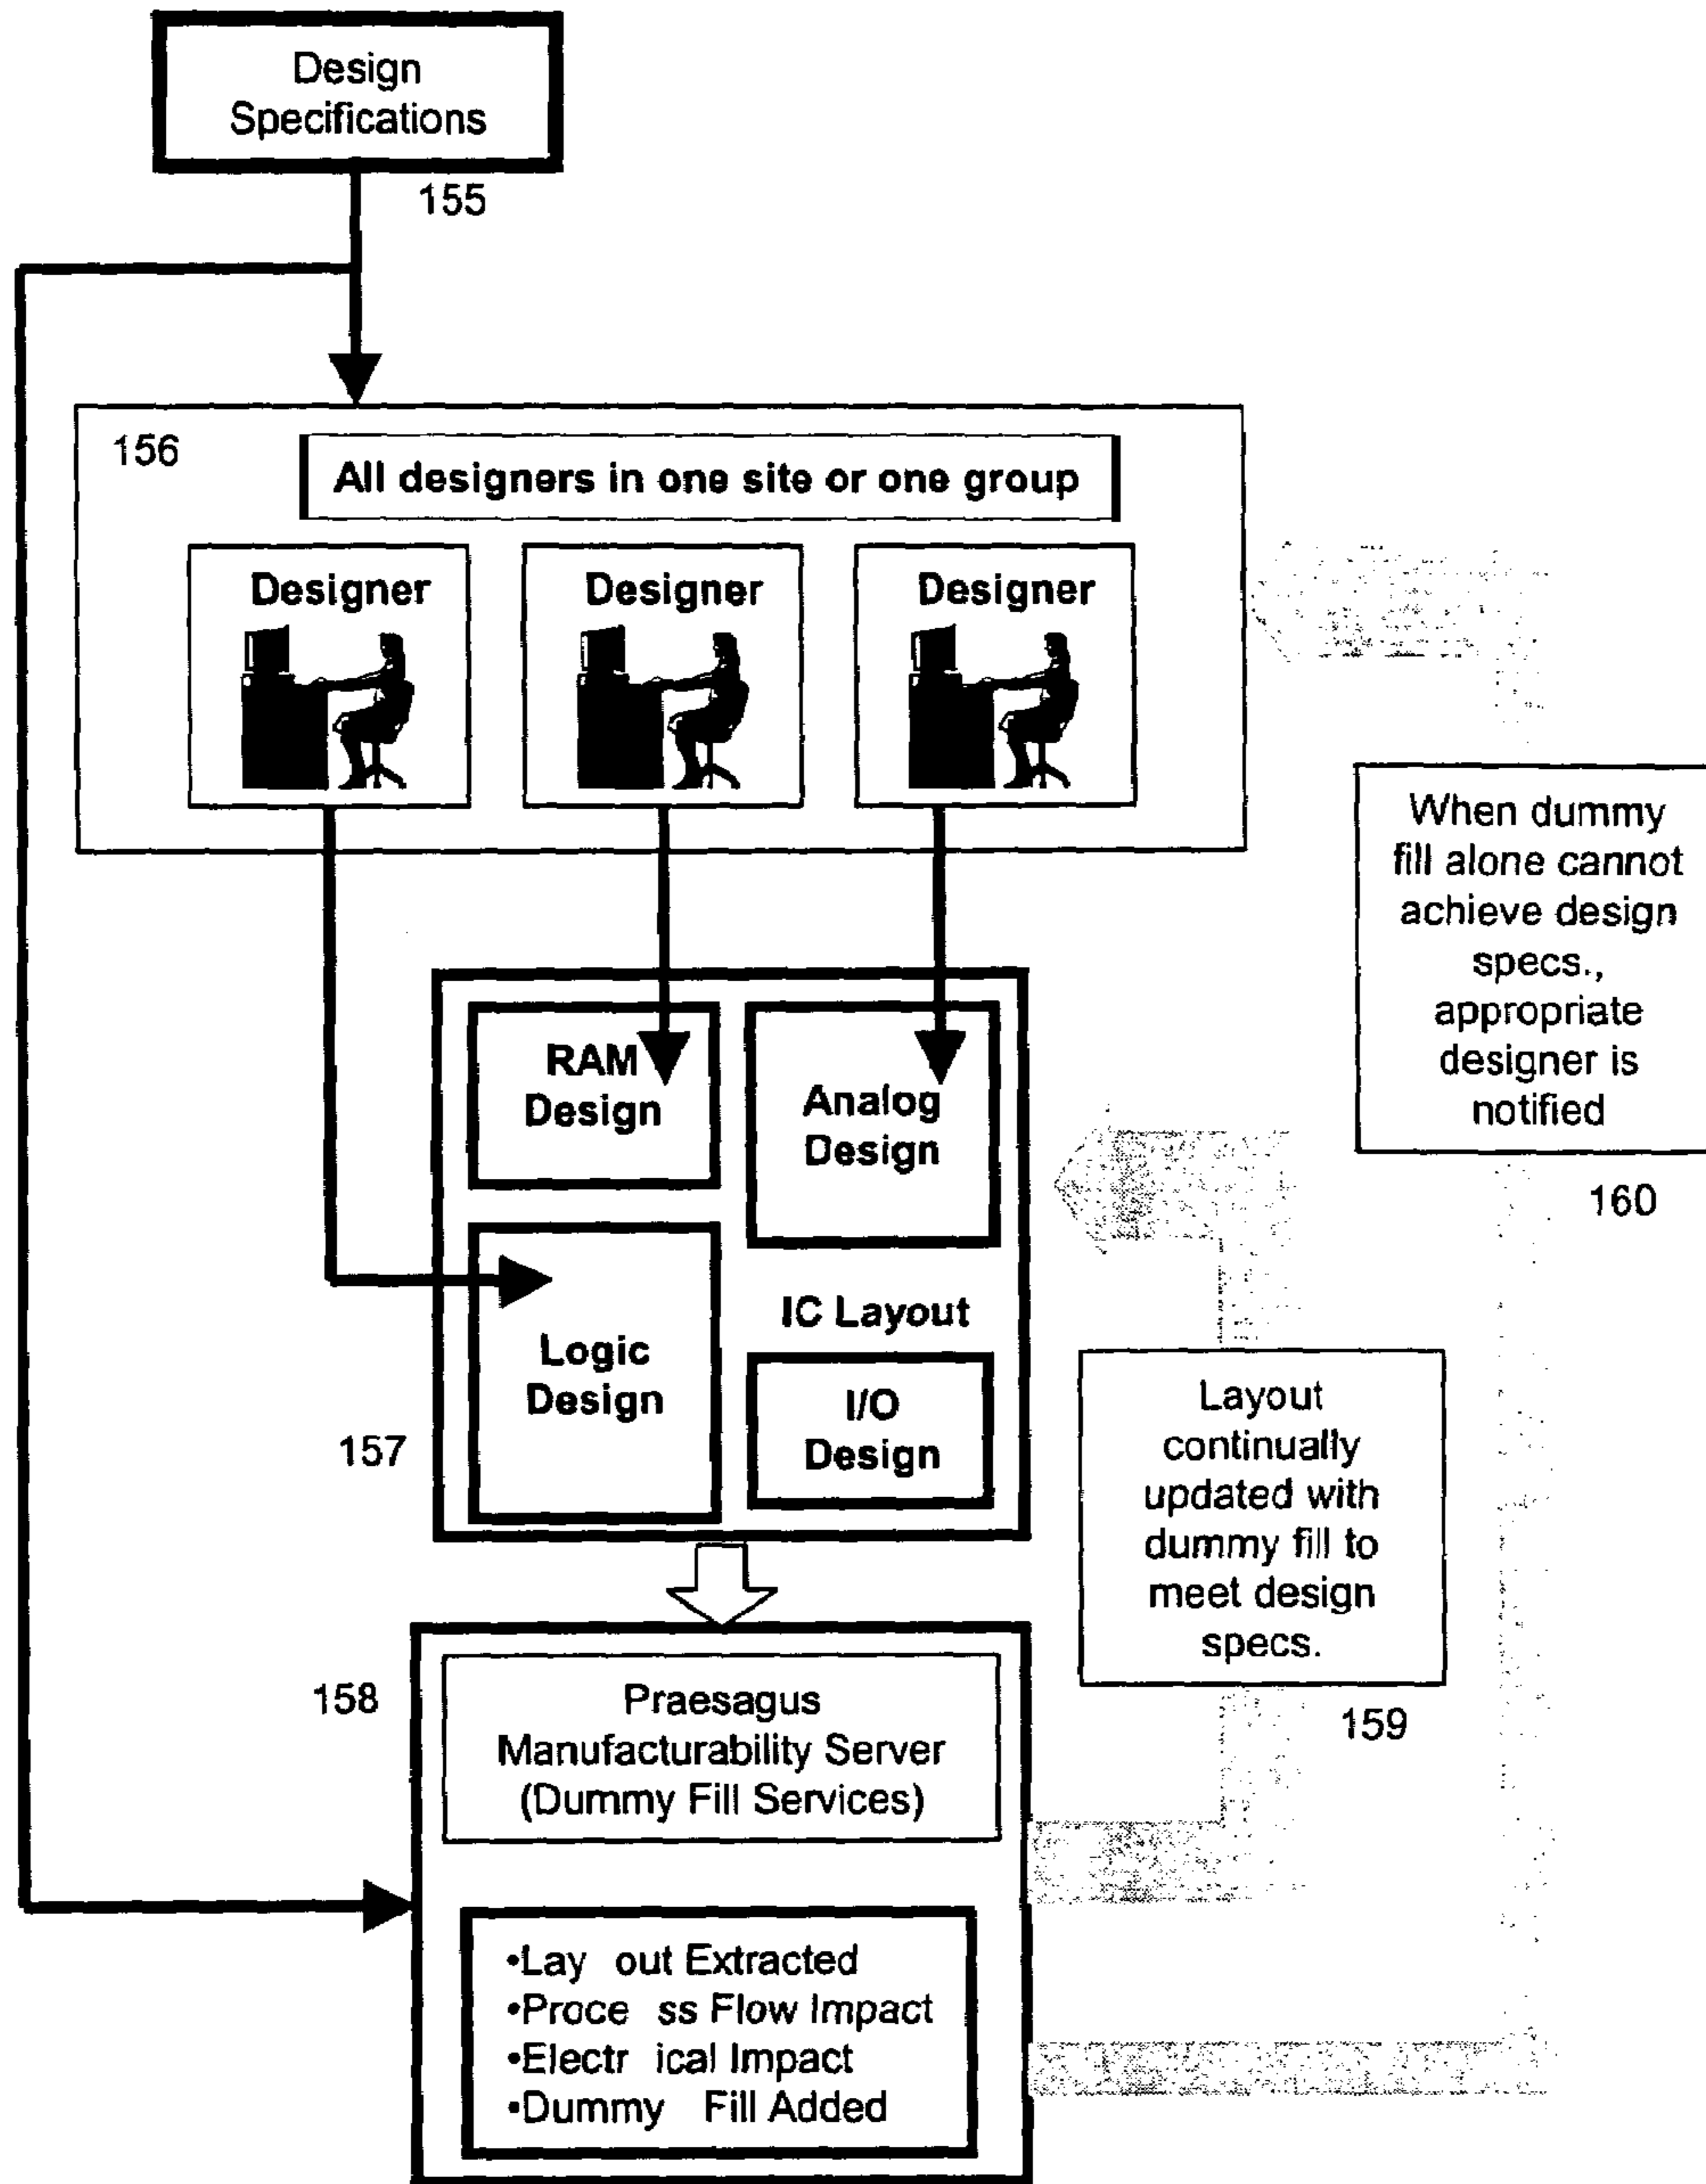 Design
Specifications
155
156
All designers in one site or one group
Designer
Designer
Designer
When dummy
fill alone cannot
achieve design
specs.,
appropriate
designer is
notified
160
RAM
Design
Analog
Design
IC Layout
Logic
Design
I/O
Design
157
Layout
continually
updated with
dummy fill to
meet design
specs.
159
158
Praesagus
Manufacturability Server
(Dummy Fill Services)
•Lay out Extracted
•Proce ss Flow Impact
•Electr ical Impact
•Dummy Fill Added